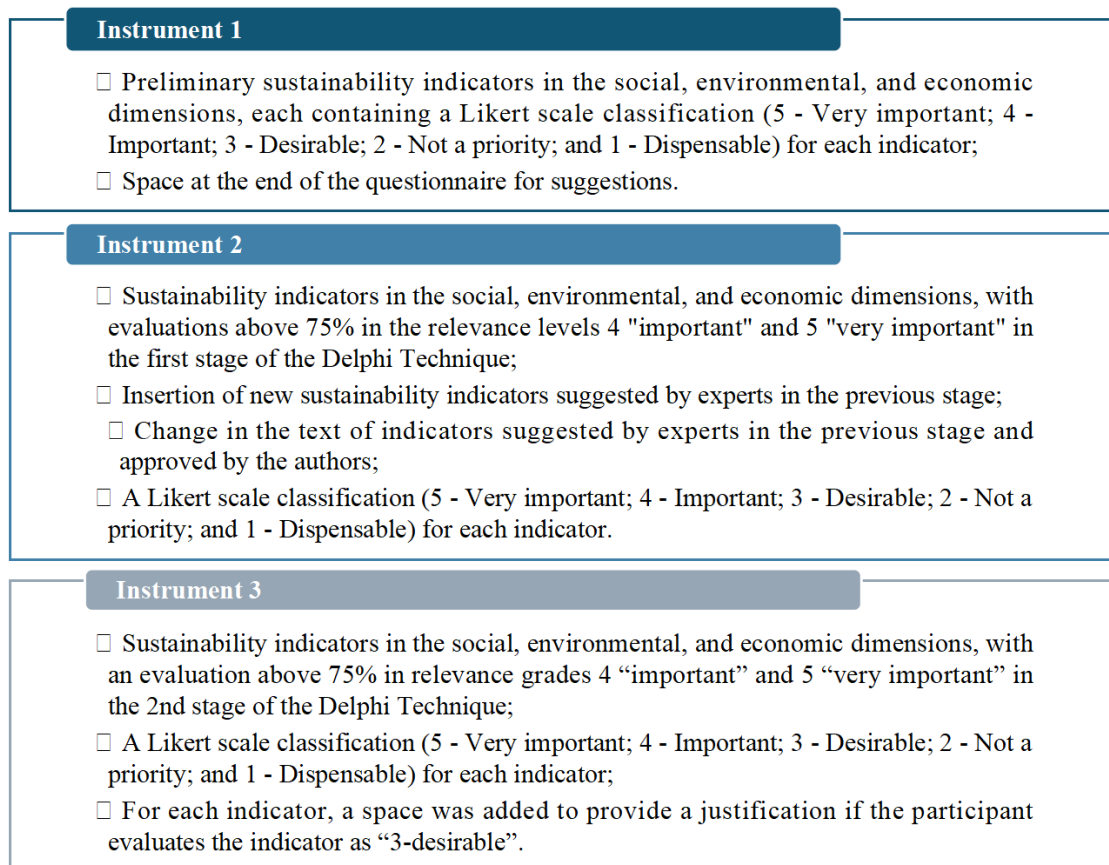 Instrument 1
□ Preliminary sustainability indicators in the social, environmental, and economic
dimensions, each containing a Likert scale classification (5 - Very important; 4 -
Important; 3 - Desirable; 2 - Not a priority; and 1 - Dispensable) for each indicator;
□ Space at the end of the questionnaire for suggestions.
Instrument 2
□ Sustainability indicators in the social, environmental, and economic dimensions, with
evaluations above 75% in the relevance levels 4 "important" and 5 "very important" in
the first stage of the Delphi Technique;
□ Insertion of new sustainability indicators suggested by experts in the previous stage;
□ Change in the text of indicators suggested by experts in the previous stage and
approved by the authors;
□ A Likert scale classification (5 - Very important; 4 - Important; 3 - Desirable; 2 - Not a
priority; and 1 - Dispensable) for each indicator.
Instrument 3
□ Sustainability indicators in the social, environmental, and economic dimensions, with
an evaluation above 75% in relevance grades 4 “important” and 5 “very important” in
the 2nd stage of the Delphi Technique;
□ A Likert scale classification (5 - Very important; 4 - Important; 3 - Desirable; 2 - Not a
priority; and 1 - Dispensable) for each indicator;
□ For each indicator, a space was added to provide a justification if the participant
evaluates the indicator as “3-desirable”.